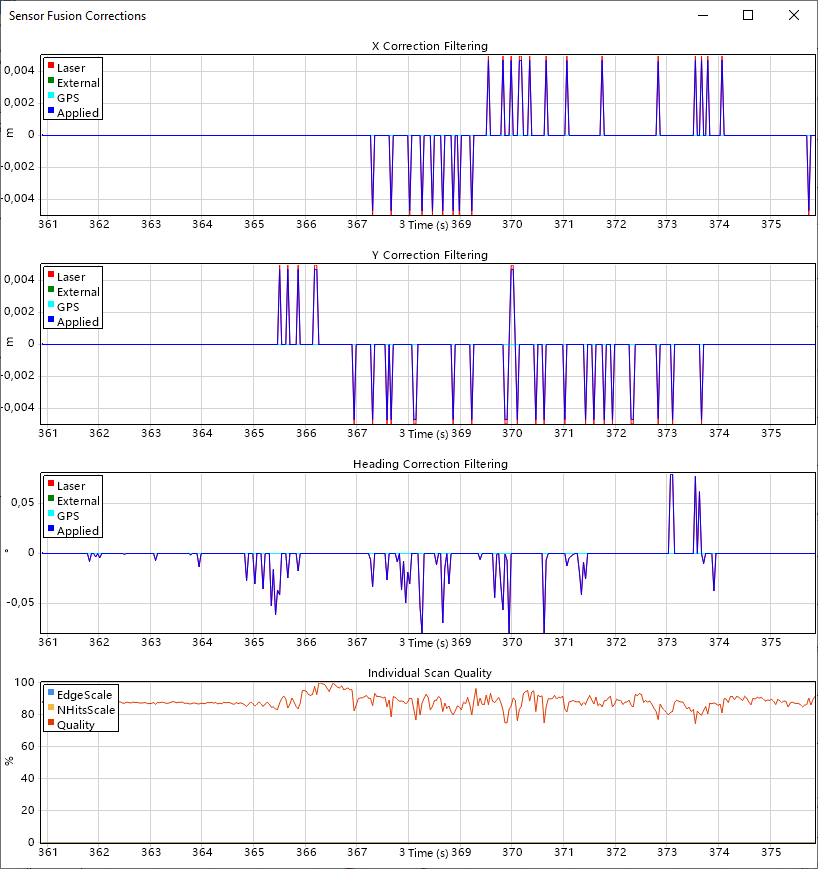 Sensor Fusion Corrections
X Correction Filtering
Laser
External
GPS
Applied
0,004
0,002
0
-0,002
-0,004
m
361 362 363 364 365 366 367 3 Time (s) 369 370 371 372 373 374 375
Y Correction Filtering
Laser
External
GPS
Applied
0,004
0,002
0
-0,002
-0,004
m
361 362 363 364 365 366 367 3 Time (s) 369 370 371 372 373 374 375
Heading Correction Filtering
Laser
External
GPS
Applied
0,05
0
-0,05
°
361 362 363 364 365 366 367 3 Time (s) 369 370 371 372 373 374 375
Individual Scan Quality
EdgeScale
NHitsScale
Quality
100
80
60
40
20
0
%
361 362 363 364 365 366 367 3 Time (s) 369 370 371 372 373 374 375